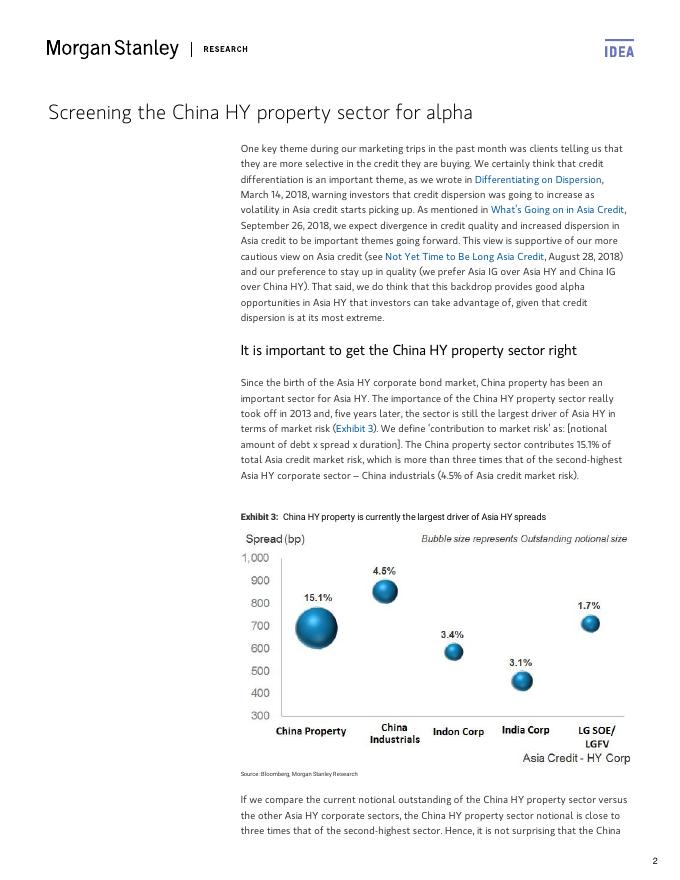 Morgan Stanley | RESEARCH
IDEA
Screening the China HY property sector for alpha
One key theme during our marketing trips in the past month was clients telling us that
they are more selective in the credit they are buying. We certainly think that credit
differentiation is an important theme, as we wrote in Differentiating on Dispersion,
March 14, 2018, warning investors that credit dispersion was going to increase as
volatility in Asia credit starts picking up. As mentioned in What's Going on in Asia Credit,
September 26, 2018, we expect divergence in credit quality and increased dispersion in
Asia credit to be important themes going forward. This view is supportive of our more
cautious view on Asia credit (see Not Yet Time to Be Long Asia Credit, August 28, 2018)
and our preference to stay up in quality (we prefer Asia IG over Asia HY and China IG
over China HY). That said, we do think that this backdrop provides good alpha
opportunities in Asia HY that investors can take advantage of, given that credit
dispersion is at its most extreme.
It is important to get the China HY property sector right
Since the birth of the Asia HY corporate bond market, China property has been an
important sector for Asia HY. The importance of the China property sector really
took off in 2013 and, five years later, the sector is still the largest driver of Asia HY in
terms of market risk (Exhibit 3). We define 'contribution to market risk' as: [notional
amount of debt x spread x duration]. The China property sector contributes 15.1% of
total Asia credit market risk, which is more than three times that of the second-highest
Asia HY corporate sector – China industrials (4.5% of Asia credit market risk).
Exhibit 3: China HY property is currently the largest driver of Asia HY spreads
Spread (bp)
Bubble size represents Outstanding notional size
1,000
900
800
700
600
500
400
300
15.1%
4.5%
3.4%
3.1%
1.7%
China Property
China
Industrials
Indon Corp
India Corp
LG SOE/
LGFV
Asia Credit - HY Corp
Source: Bloomberg, Morgan Stanley Research
If we compare the current notional outstanding of the China HY property sector versus
the other Asia HY corporate sectors, the China HY property sector notional is close to
three times that of the second-highest sector. Hence, it is not surprising that the China
2